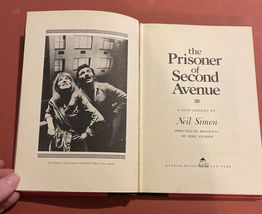 the
Prisoner
of
Second
Avenue
A NEW COMEDY BY
Neil Simon
DIRECTED ON BROADWAY
BY MIKE NICHOLS
RANDOM HOUSE NEW YORK